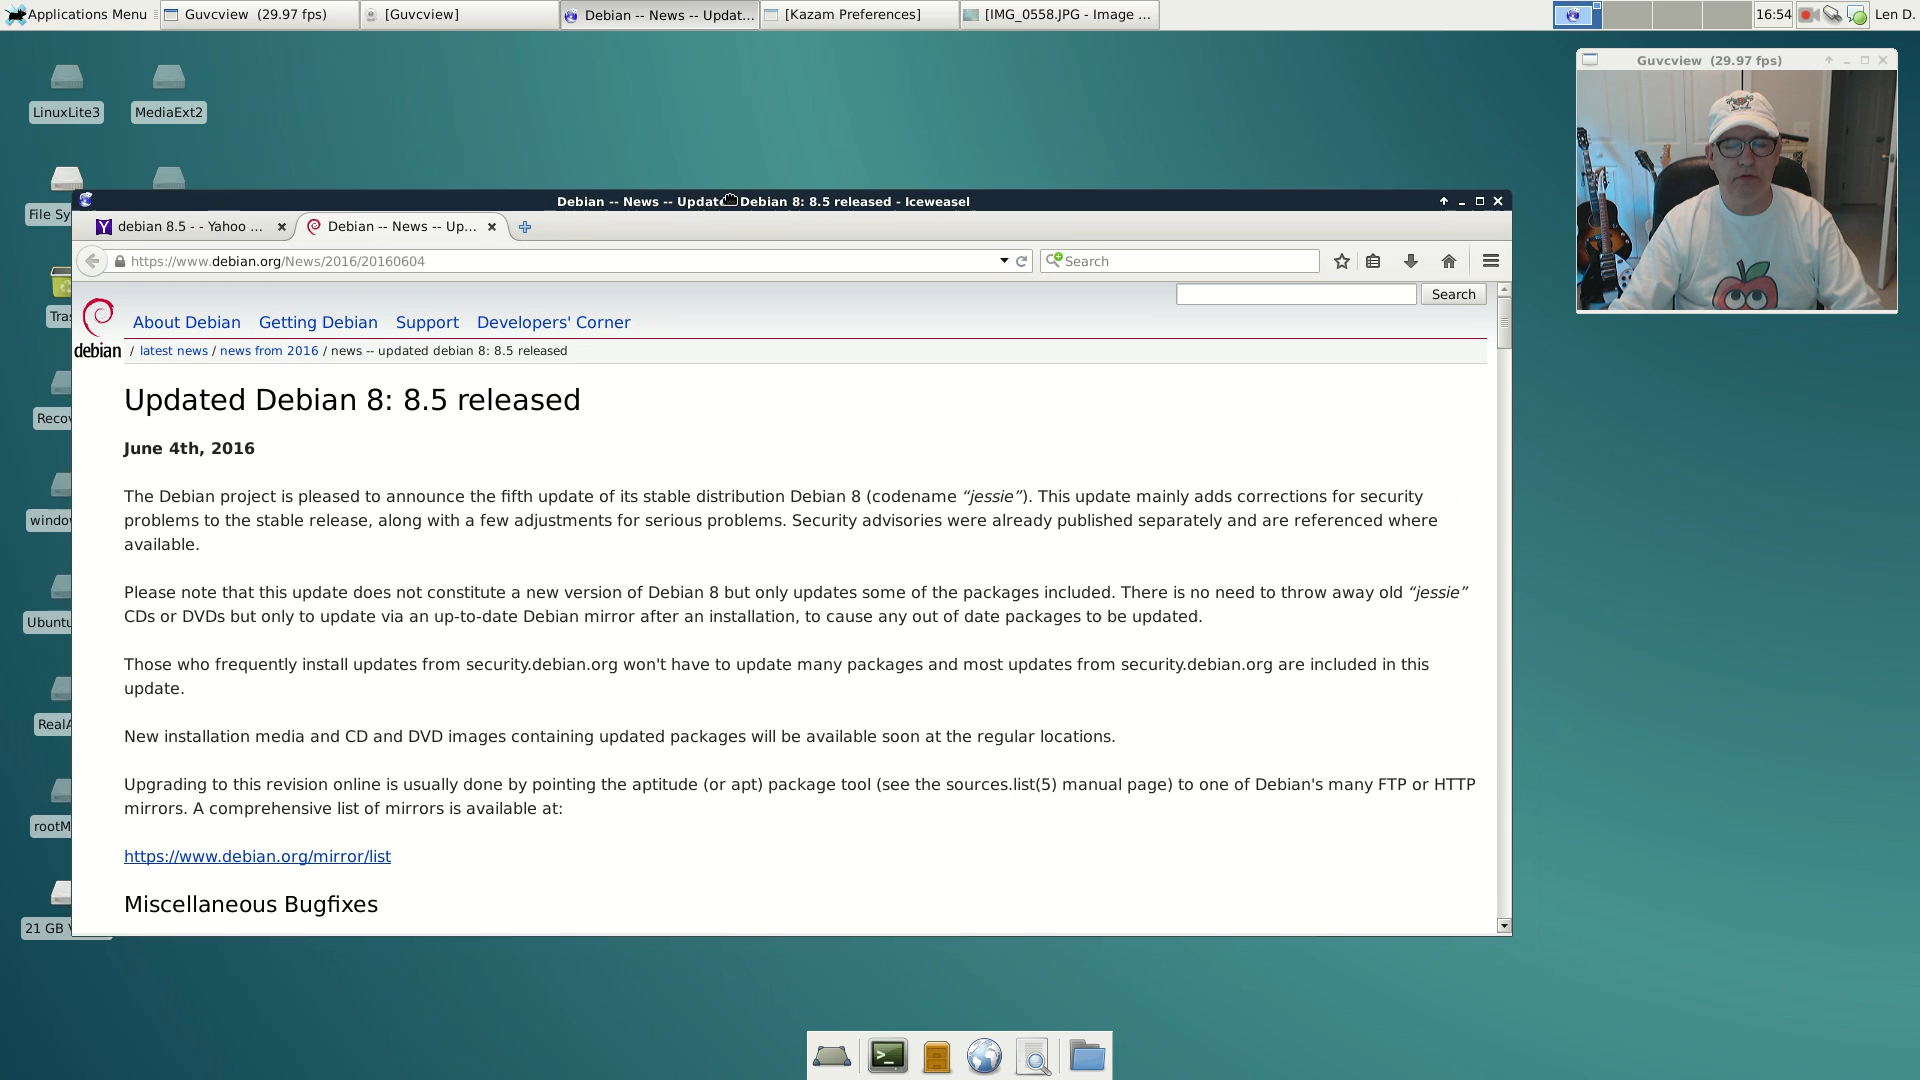 Applications Menu
Guvcview (29.97 fps)
[Guvcview]
Debian -- News -- Updat...
[Kazam Preferences]
[IMG_0558.JPG - Image ...
16:54
Len D.
LinuxLite3
MediaExt2
File Sy
Tras
Recov
window
Ubuntu
RealA
rootM
21 GB V
Guvcview (29.97 fps)
Debian -- News -- Update Debian 8: 8.5 released - Iceweasel
debian 8.5 - - Yahoo ...
Debian -- News -- Up...
https://www.debian.org/News/2016/20160604
Search
Search
debian
About Debian
Getting Debian
Support
Developers' Corner
/ latest news / news from 2016 / news -- updated debian 8: 8.5 released
Updated Debian 8: 8.5 released
June 4th, 2016
The Debian project is pleased to announce the fifth update of its stable distribution Debian 8 (codename “jessie”). This update mainly adds corrections for security
problems to the stable release, along with a few adjustments for serious problems. Security advisories were already published separately and are referenced where
available.
Please note that this update does not constitute a new version of Debian 8 but only updates some of the packages included. There is no need to throw away old “jessie”
CDs or DVDs but only to update via an up-to-date Debian mirror after an installation, to cause any out of date packages to be updated.
Those who frequently install updates from security.debian.org won't have to update many packages and most updates from security.debian.org are included in this
update.
New installation media and CD and DVD images containing updated packages will be available soon at the regular locations.
Upgrading to this revision online is usually done by pointing the aptitude (or apt) package tool (see the sources.list(5) manual page) to one of Debian's many FTP or HTTP
mirrors. A comprehensive list of mirrors is available at:
https://www.debian.org/mirror/list
Miscellaneous Bugfixes